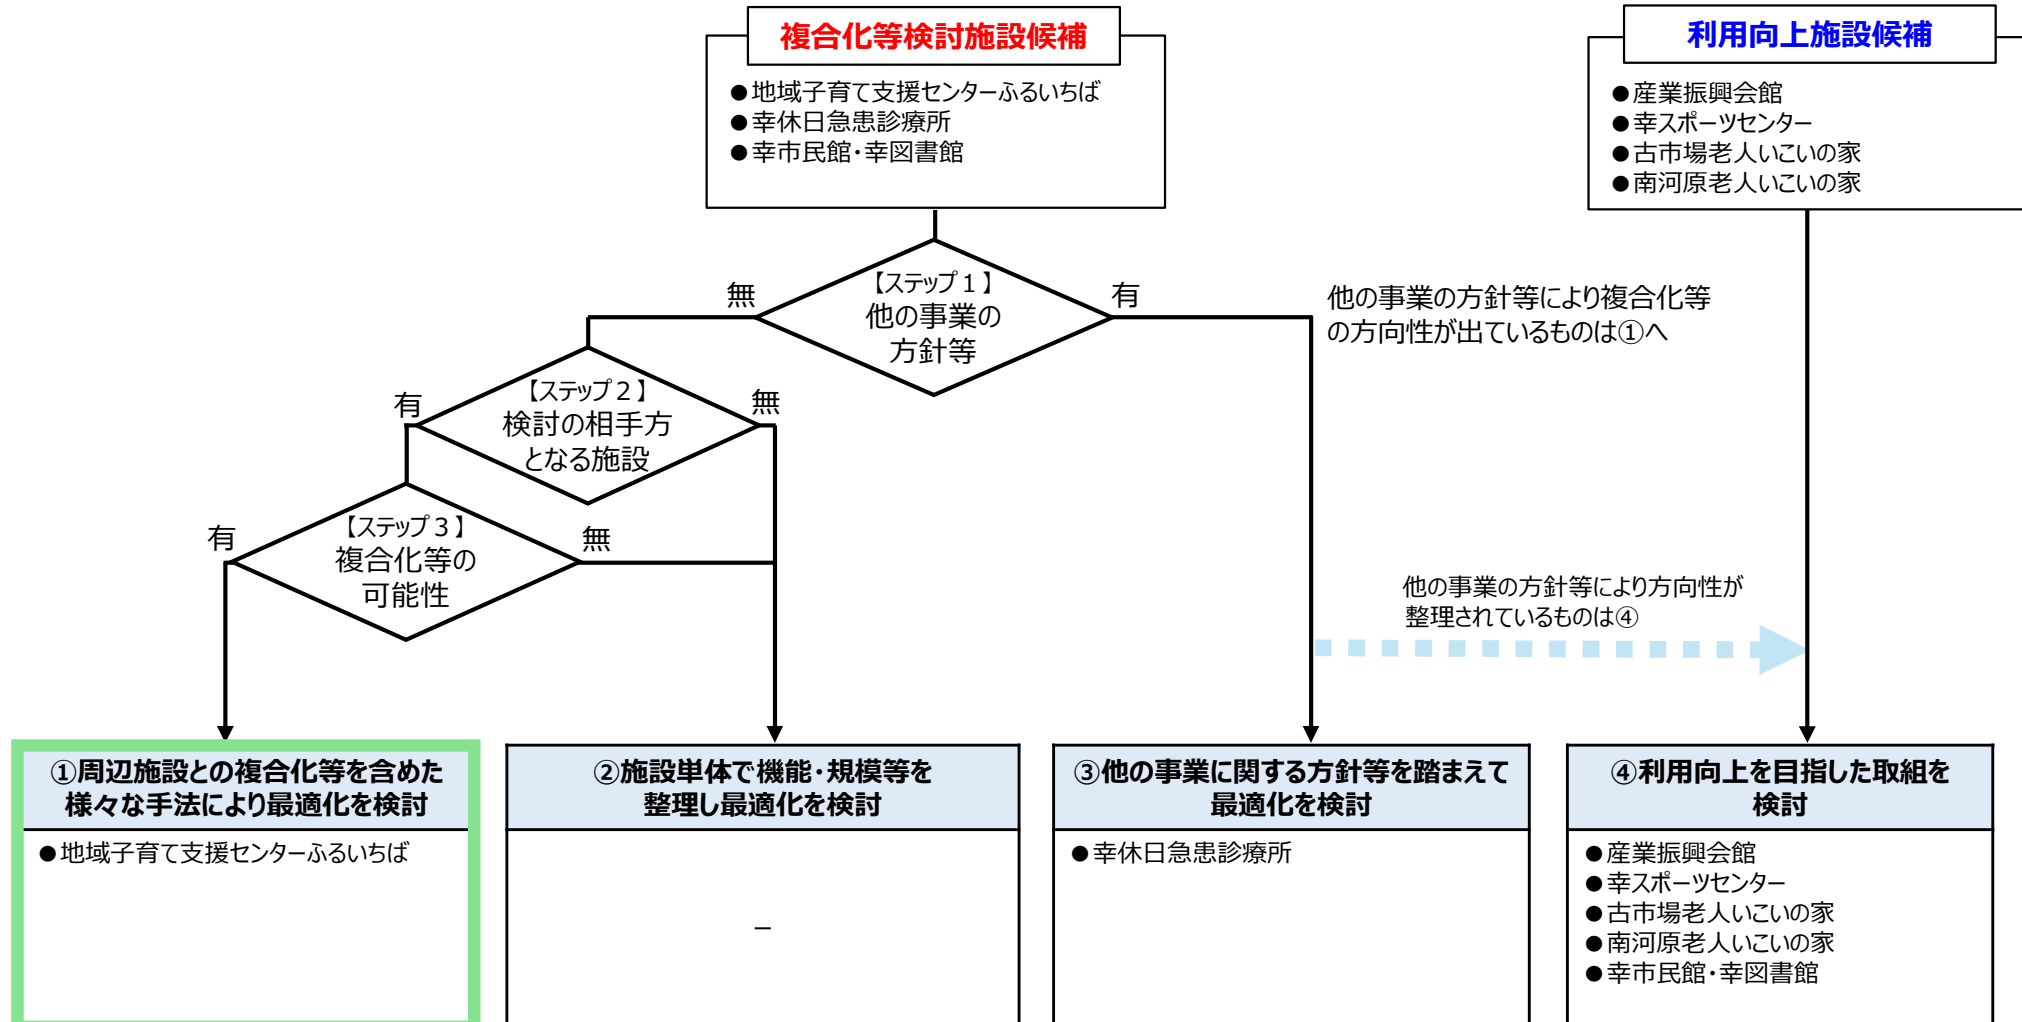 複合化等検討施設候補
●地域子育て支援センターふるいちば
●幸休日急患診療所
●幸市民館・幸図書館
利用向上施設候補
●産業振興会館
●幸スポーツセンター
●古市場老人いこいの家
●南河原老人いこいの家
【ステップ１】
他の事業の
方針等
無
有
他の事業の方針等により複合化等
の方向性が出ているものは①へ
【ステップ２】
検討の相手方
となる施設
有
無
【ステップ３】
複合化等の
可能性
有
無
他の事業の方針等により方向性が
整理されているものは④
①周辺施設との複合化等を含めた
様々な手法により最適化を検討
●地域子育て支援センターふるいちば
②施設単体で機能・規模等を
整理し最適化を検討
－
③他の事業に関する方針等を踏まえて
最適化を検討
●幸休日急患診療所
④利用向上を目指した取組を
検討
●産業振興会館
●幸スポーツセンター
●古市場老人いこいの家
●南河原老人いこいの家
●幸市民館・幸図書館